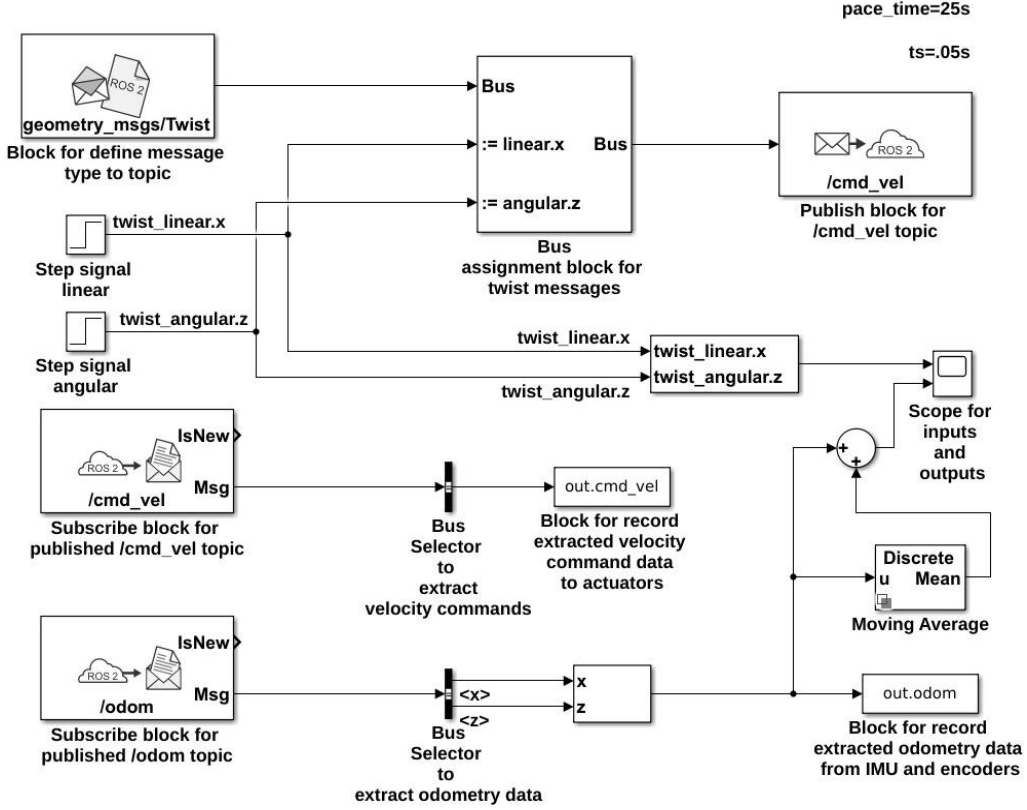 pace_time=25s
ts=.05s
ROS 2
geometry_msgs/Twist
Block for define message
type to topic
Bus
:= linear.x
Bus
:= angular.z
Bus
assignment block for
twist messages
ROS 2
/cmd_vel
Publish block for
/cmd_vel topic
twist_linear.x
Step signal
linear
twist_angular.z
Step signal
angular
twist_linear.x
twist_angular.z
twist_linear.x
twist_angular.z
Scope for
inputs
and
outputs
IsNew
ROS 2
Msg
/cmd_vel
Subscribe block for
published /cmd_vel topic
Bus
Selector
to
extract
velocity commands
out.cmd_vel
Block for record
extracted velocity
command data
to actuators
+
+
Discrete
u Mean
Moving Average
IsNew
ROS 2
Msg
/odom
Subscribe block for
published /odom topic
<x>
<z>
Bus
Selector
to
extract odometry data
x
z
out.odom
Block for record
extracted odometry data
from IMU and encoders